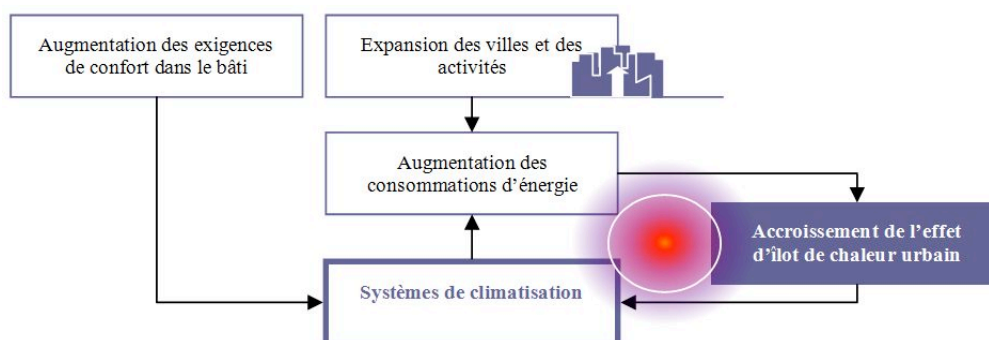 Augmentation des exigences
de confort dans le bâti
Expansion des villes et des
activités
Augmentation des
consommations d’énergie
Accroissement de l’effet
d’îlot de chaleur urbain
Systèmes de climatisation